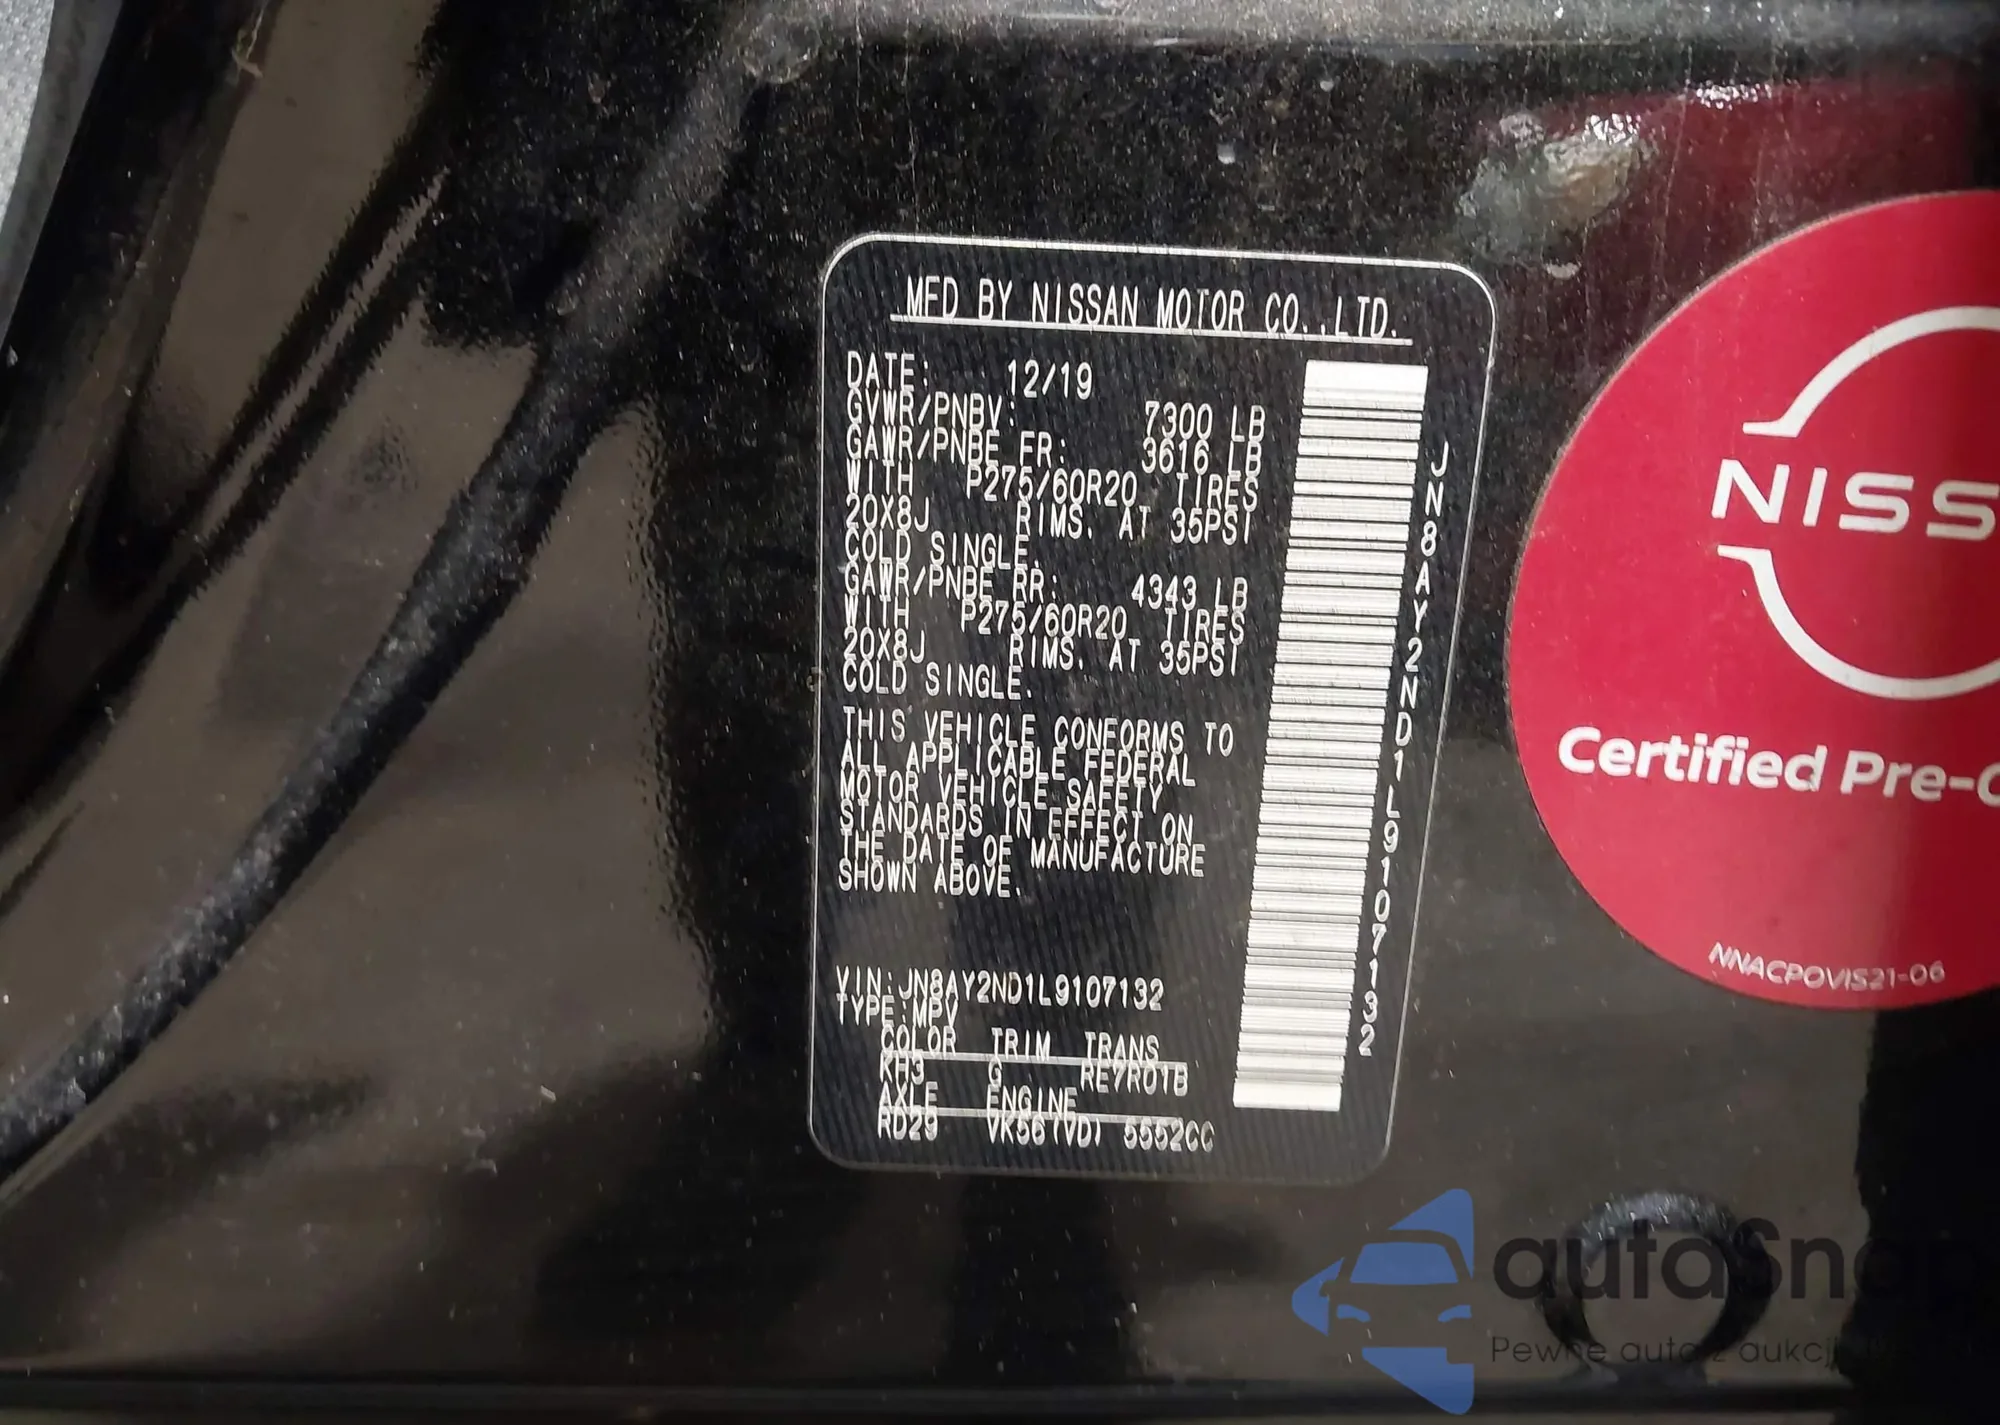 MFD BY NISSAN MOTOR CO.,LTD.
DATE: 12/19
GVWR/PNBV: 7300 LB
GAWR/PNBE FR: 3616 LB
WITH P275/60R20 TIRES
20X8J RIMS. AT 35PSI
COLD SINGLE.
GAWR/PNBE RR: 4343 LB
WITH P275/60R20 TIRES
20X8J RIMS. AT 35PSI
COLD SINGLE.
THIS VEHICLE CONFORMS TO
ALL APPLICABLE FEDERAL
MOTOR VEHICLE SAFETY
STANDARDS IN EFFECT ON
THE DATE OF MANUFACTURE
SHOWN ABOVE.
VIN:JN8AY2ND1L9107132
TYPE:MPV
COLOR TRIM TRANS
KH3 G RE7R01B
AXLE ENGINE
RD29 VK56(VD) 5552CC
JN8AY2ND1L9107132
NISS
Certified Pre-O
NNACPOVIS21-06
autoSnap
Pewne auto z aukcji